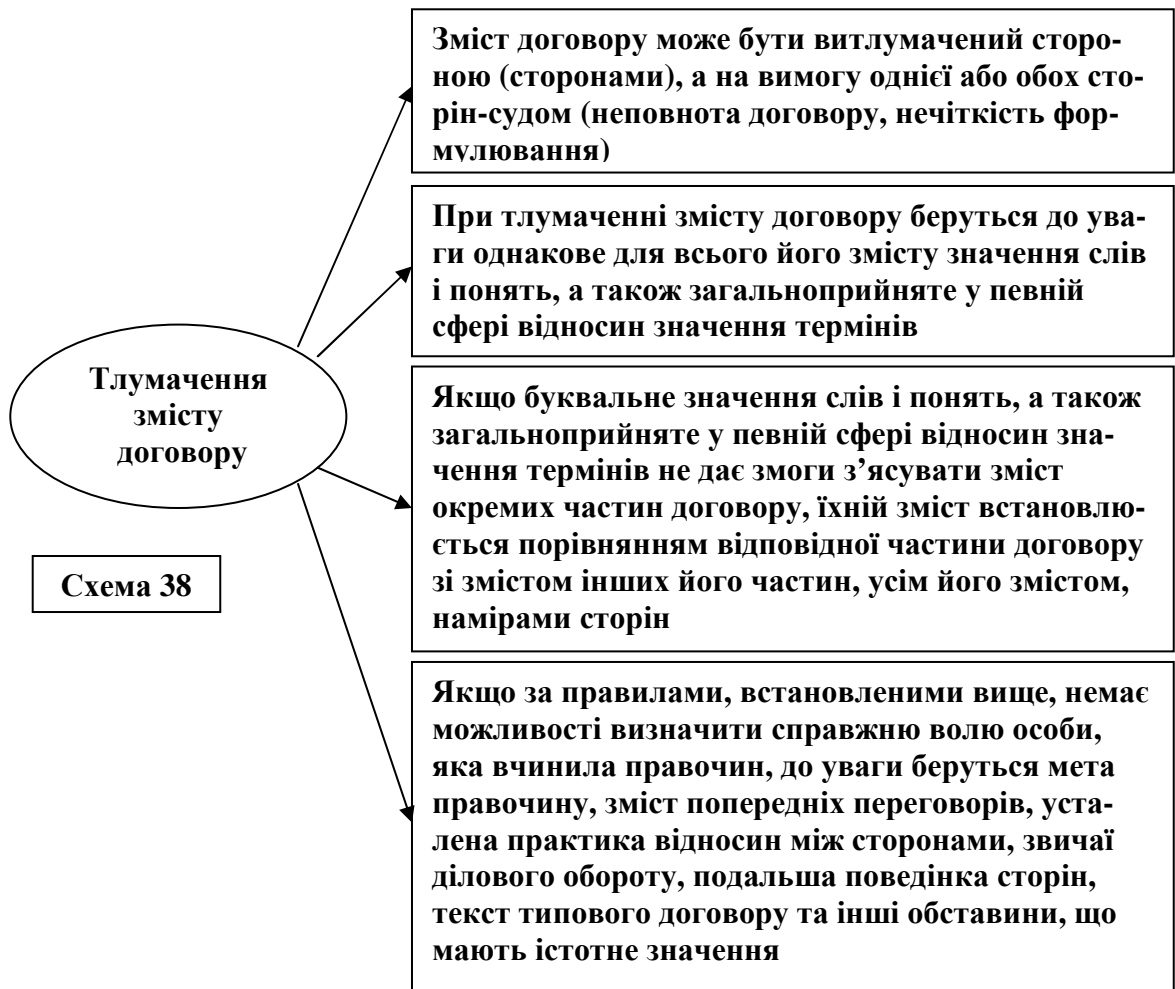 Зміст договору може бути витлумачений сторо-
ною (сторонами), а на вимогу однієї або обох сто-
рін-судом (неповнота договору, нечіткість фор-
мулювання)
При тлумаченні змісту договору беруться до ува-
ги однакове для всього його змісту значення слів
і понять, а також загальноприйняте у певній
сфері відносин значення термінів
Тлумачення
змісту
договору
Якщо буквальне значення слів і понять, а також
загальноприйняте у певній сфері відносин зна-
чення термінів не дає змоги з’ясувати зміст
окремих частин договору, їхній зміст встановлю-
ється порівнянням відповідної частини договору
зі змістом інших його частин, усім його змістом,
намірами сторін
Схема 38
Якщо за правилами, встановленими вище, немає
можливості визначити справжню волю особи,
яка вчинила правочин, до уваги беруться мета
правочину, зміст попередніх переговорів, уста-
лена практика відносин між сторонами, звичаї
ділового обороту, подальша поведінка сторін,
текст типового договору та інші обставини, що
мають істотне значення